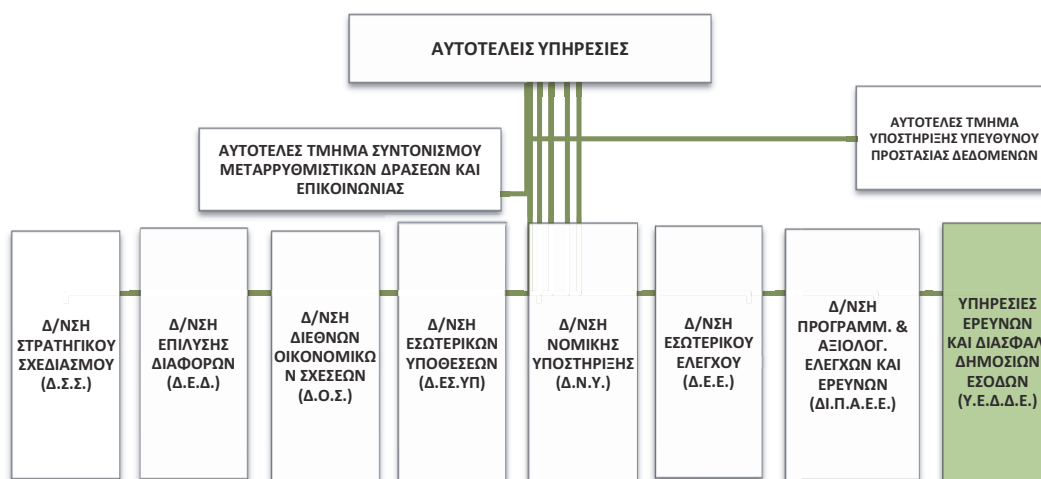 ΑΥΤΟΤΕΛΕΙΣ ΥΠΗΡΕΣΙΕΣ
ΑΥΤΟΤΕΛΕΣ ΤΜΗΜΑ
ΥΠΟΣΤΗΡΙΞΗΣ ΥΠΕΥΘΥΝΟΥ
ΠΡΟΣΤΑΣΙΑΣ ΔΕΔΟΜΕΝΩΝ
ΑΥΤΟΤΕΛΕΣ ΤΜΗΜΑ ΣΥΝΤΟΝΙΣΜΟΥ
ΜΕΤΑΡΡΥΘΜΙΣΤΙΚΩΝ ΔΡΑΣΕΩΝ ΚΑΙ
ΕΠΙΚΟΙΝΩΝΙΑΣ
Δ/ΝΣΗ
ΣΤΡΑΤΗΓΙΚΟΥ
ΣΧΕΔΙΑΣΜΟΥ
(Δ.Σ.Σ.)
Δ/ΝΣΗ
ΕΠΙΛΥΣΗΣ
ΔΙΑΦΟΡΩΝ
(Δ.Ε.Δ.)
Δ/ΝΣΗ
ΔΙΕΘΝΩΝ
ΟΙΚΟΝΟΜΙΚΩ
Ν ΣΧΕΣΕΩΝ
(Δ.Ο.Σ.)
Δ/ΝΣΗ
ΕΣΩΤΕΡΙΚΩΝ
ΥΠΟΘΕΣΕΩΝ
(Δ.ΕΣ.ΥΠ)
Δ/ΝΣΗ
ΝΟΜΙΚΗΣ
ΥΠΟΣΤΗΡΙΞΗΣ
(Δ.Ν.Υ.)
Δ/ΝΣΗ
ΕΣΩΤΕΡΙΚΟΥ
ΕΛΕΓΧΟΥ
(Δ.Ε.Ε.)
Δ/ΝΣΗ
ΠΡΟΓΡΑΜΜ. &
ΑΞΙΟΛΟΓ.
ΕΛΕΓΧΩΝ ΚΑΙ
ΕΡΕΥΝΩΝ
(ΔΙ.Π.Α.Ε.Ε.)
ΥΠΗΡΕΣΙΕΣ
ΕΡΕΥΝΩΝ
ΚΑΙ ΔΙΑΣΦΑΛ
ΔΗΜΟΣΙΩΝ
ΕΣΟΔΩΝ
(Υ.Ε.Δ.Δ.Ε.)